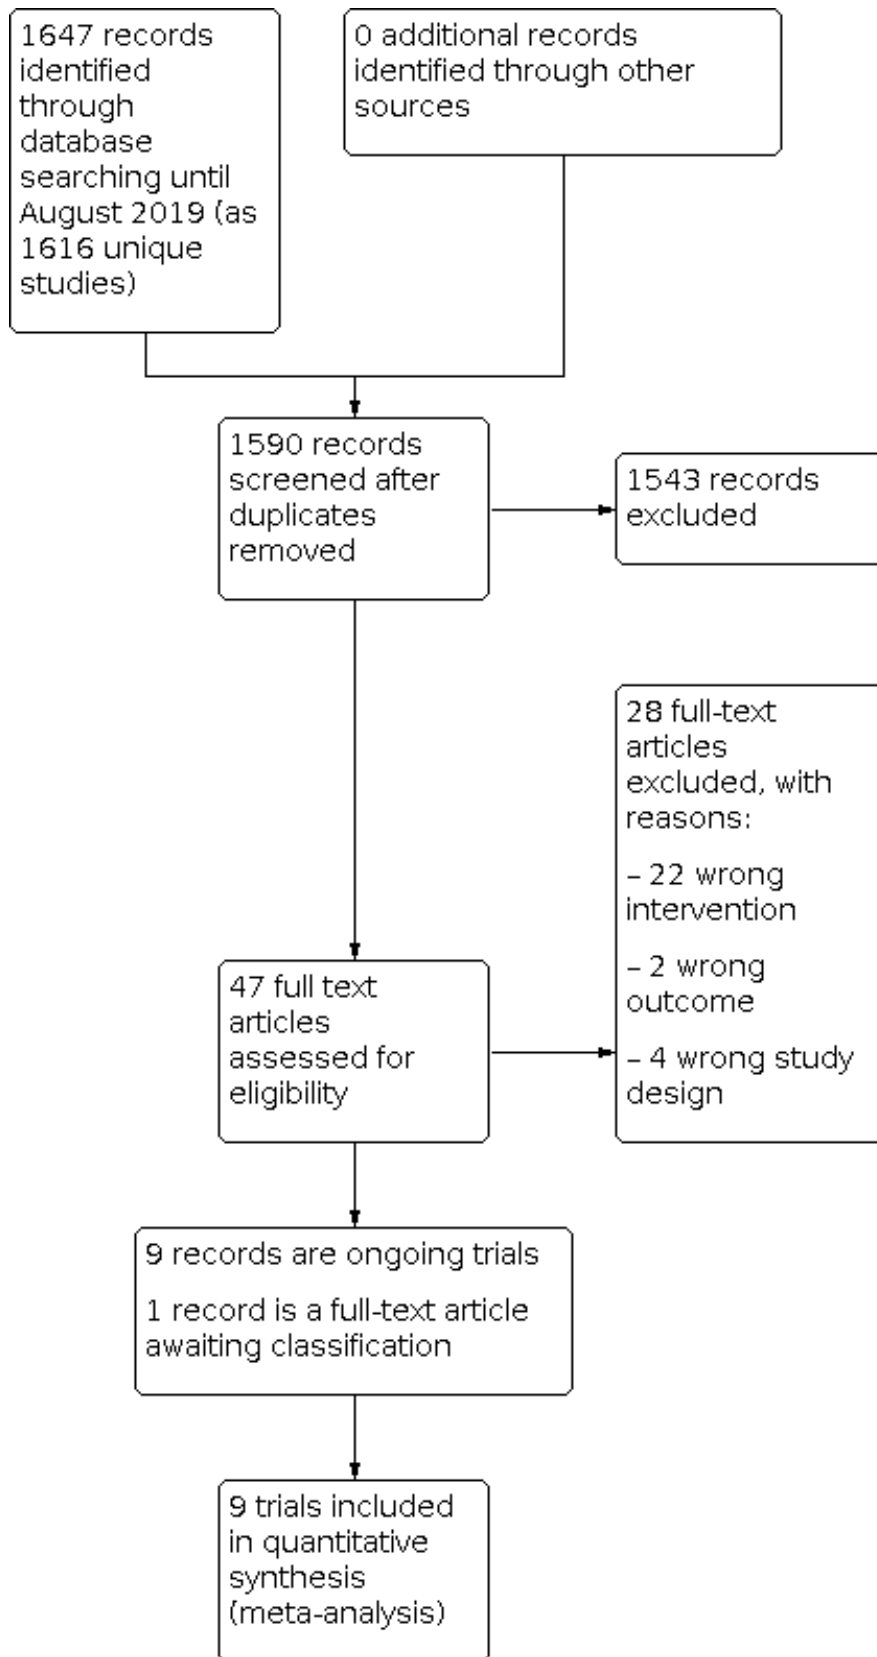 1647 records
identified
through
database
searching until
August 2019 (as
1616 unique
studies)
0 additional records
identified through other
sources
1590 records
screened after
duplicates
removed
1543 records
excluded
28 full-text
articles
excluded, with
reasons:
– 22 wrong
intervention
– 2 wrong
outcome
– 4 wrong study
design
47 full text
articles
assessed for
eligibility
9 records are ongoing trials
1 record is a full-text article
awaiting classification
9 trials included
in quantitative
synthesis
(meta-analysis)